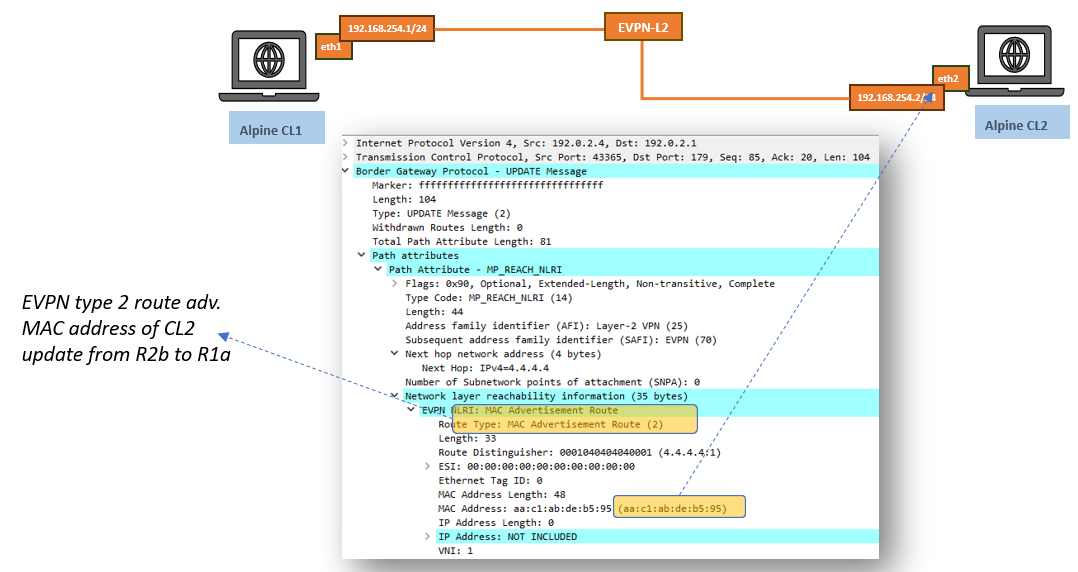 192.168.254.1/24
EVPN-L2
eth1
eth2
192.168.254.2/24
Alpine CL1
Alpine CL2
Internet Protocol Version 4, Src: 192.0.2.4, Dst: 192.0.2.1
Transmission Control Protocol, Src Port: 43365, Dst Port: 179, Seq: 85, Ack: 20, Len: 104
Border Gateway Protocol - UPDATE Message
Marker: ffffffffffffffffffffffffffffffff
Length: 104
Type: UPDATE Message (2)
Withdrawn Routes Length: 0
Total Path Attribute Length: 81
Path attributes
Path Attribute - MP_REACH_NLRI
Flags: 0x90, Optional, Extended-Length, Non-transitive, Complete
Type Code: MP_REACH_NLRI (14)
Length: 44
Address family identifier (AFI): Layer-2 VPN (25)
Subsequent address family identifier (SAFI): EVPN (70)
Next hop network address (4 bytes)
Next Hop: IPv4=4.4.4.4
Number of Subnetwork points of attachment (SNPA): 0
Network layer reachability information (35 bytes)
EVPN NLRI: MAC Advertisement Route
Route Type: MAC Advertisement Route (2)
Length: 33
Route Distinguisher: 0001040404040001 (4.4.4.4:1)
ESI: 00:00:00:00:00:00:00:00:00:00
Ethernet Tag ID: 0
MAC Address Length: 48
MAC Address: aa:c1:ab:de:b5:95 (aa:c1:ab:de:b5:95)
IP Address Length: 0
IP Address: NOT INCLUDED
VNI: 1
EVPN type 2 route adv.
MAC address of CL2
update from R2b to R1a